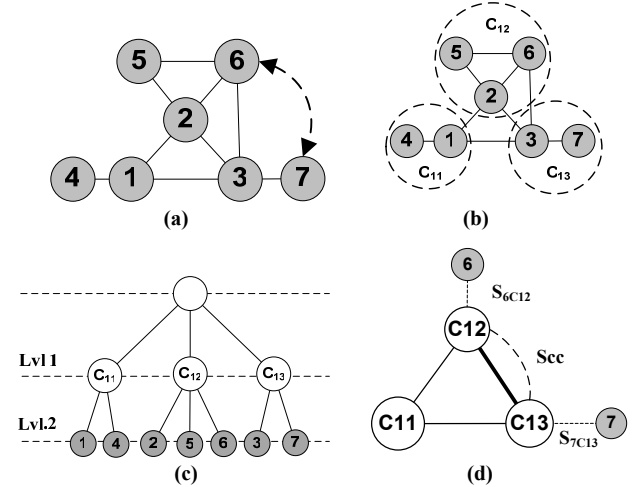 5 6
2
4 1 3 7
(a)
C12
5 6
2
4 1 3 7
C11 C13
(b)
Lvl 1
C11 C12 C13
Lvl.2
1 4 2 5 6 3 7
(c)
6
S6C12
C12
Scc
C11 C13
S7C13 7
(d)